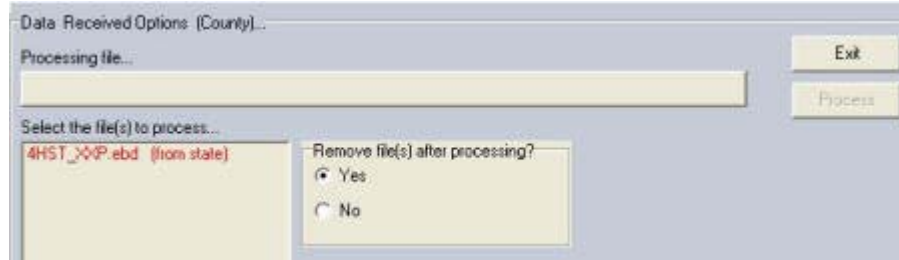 Data Received Options (County)...
Processing file...
Exit
Process
Select the file(s) to process...
4HST_XXP.ebd (from state)
Remove file(s) after processing?
Yes
No